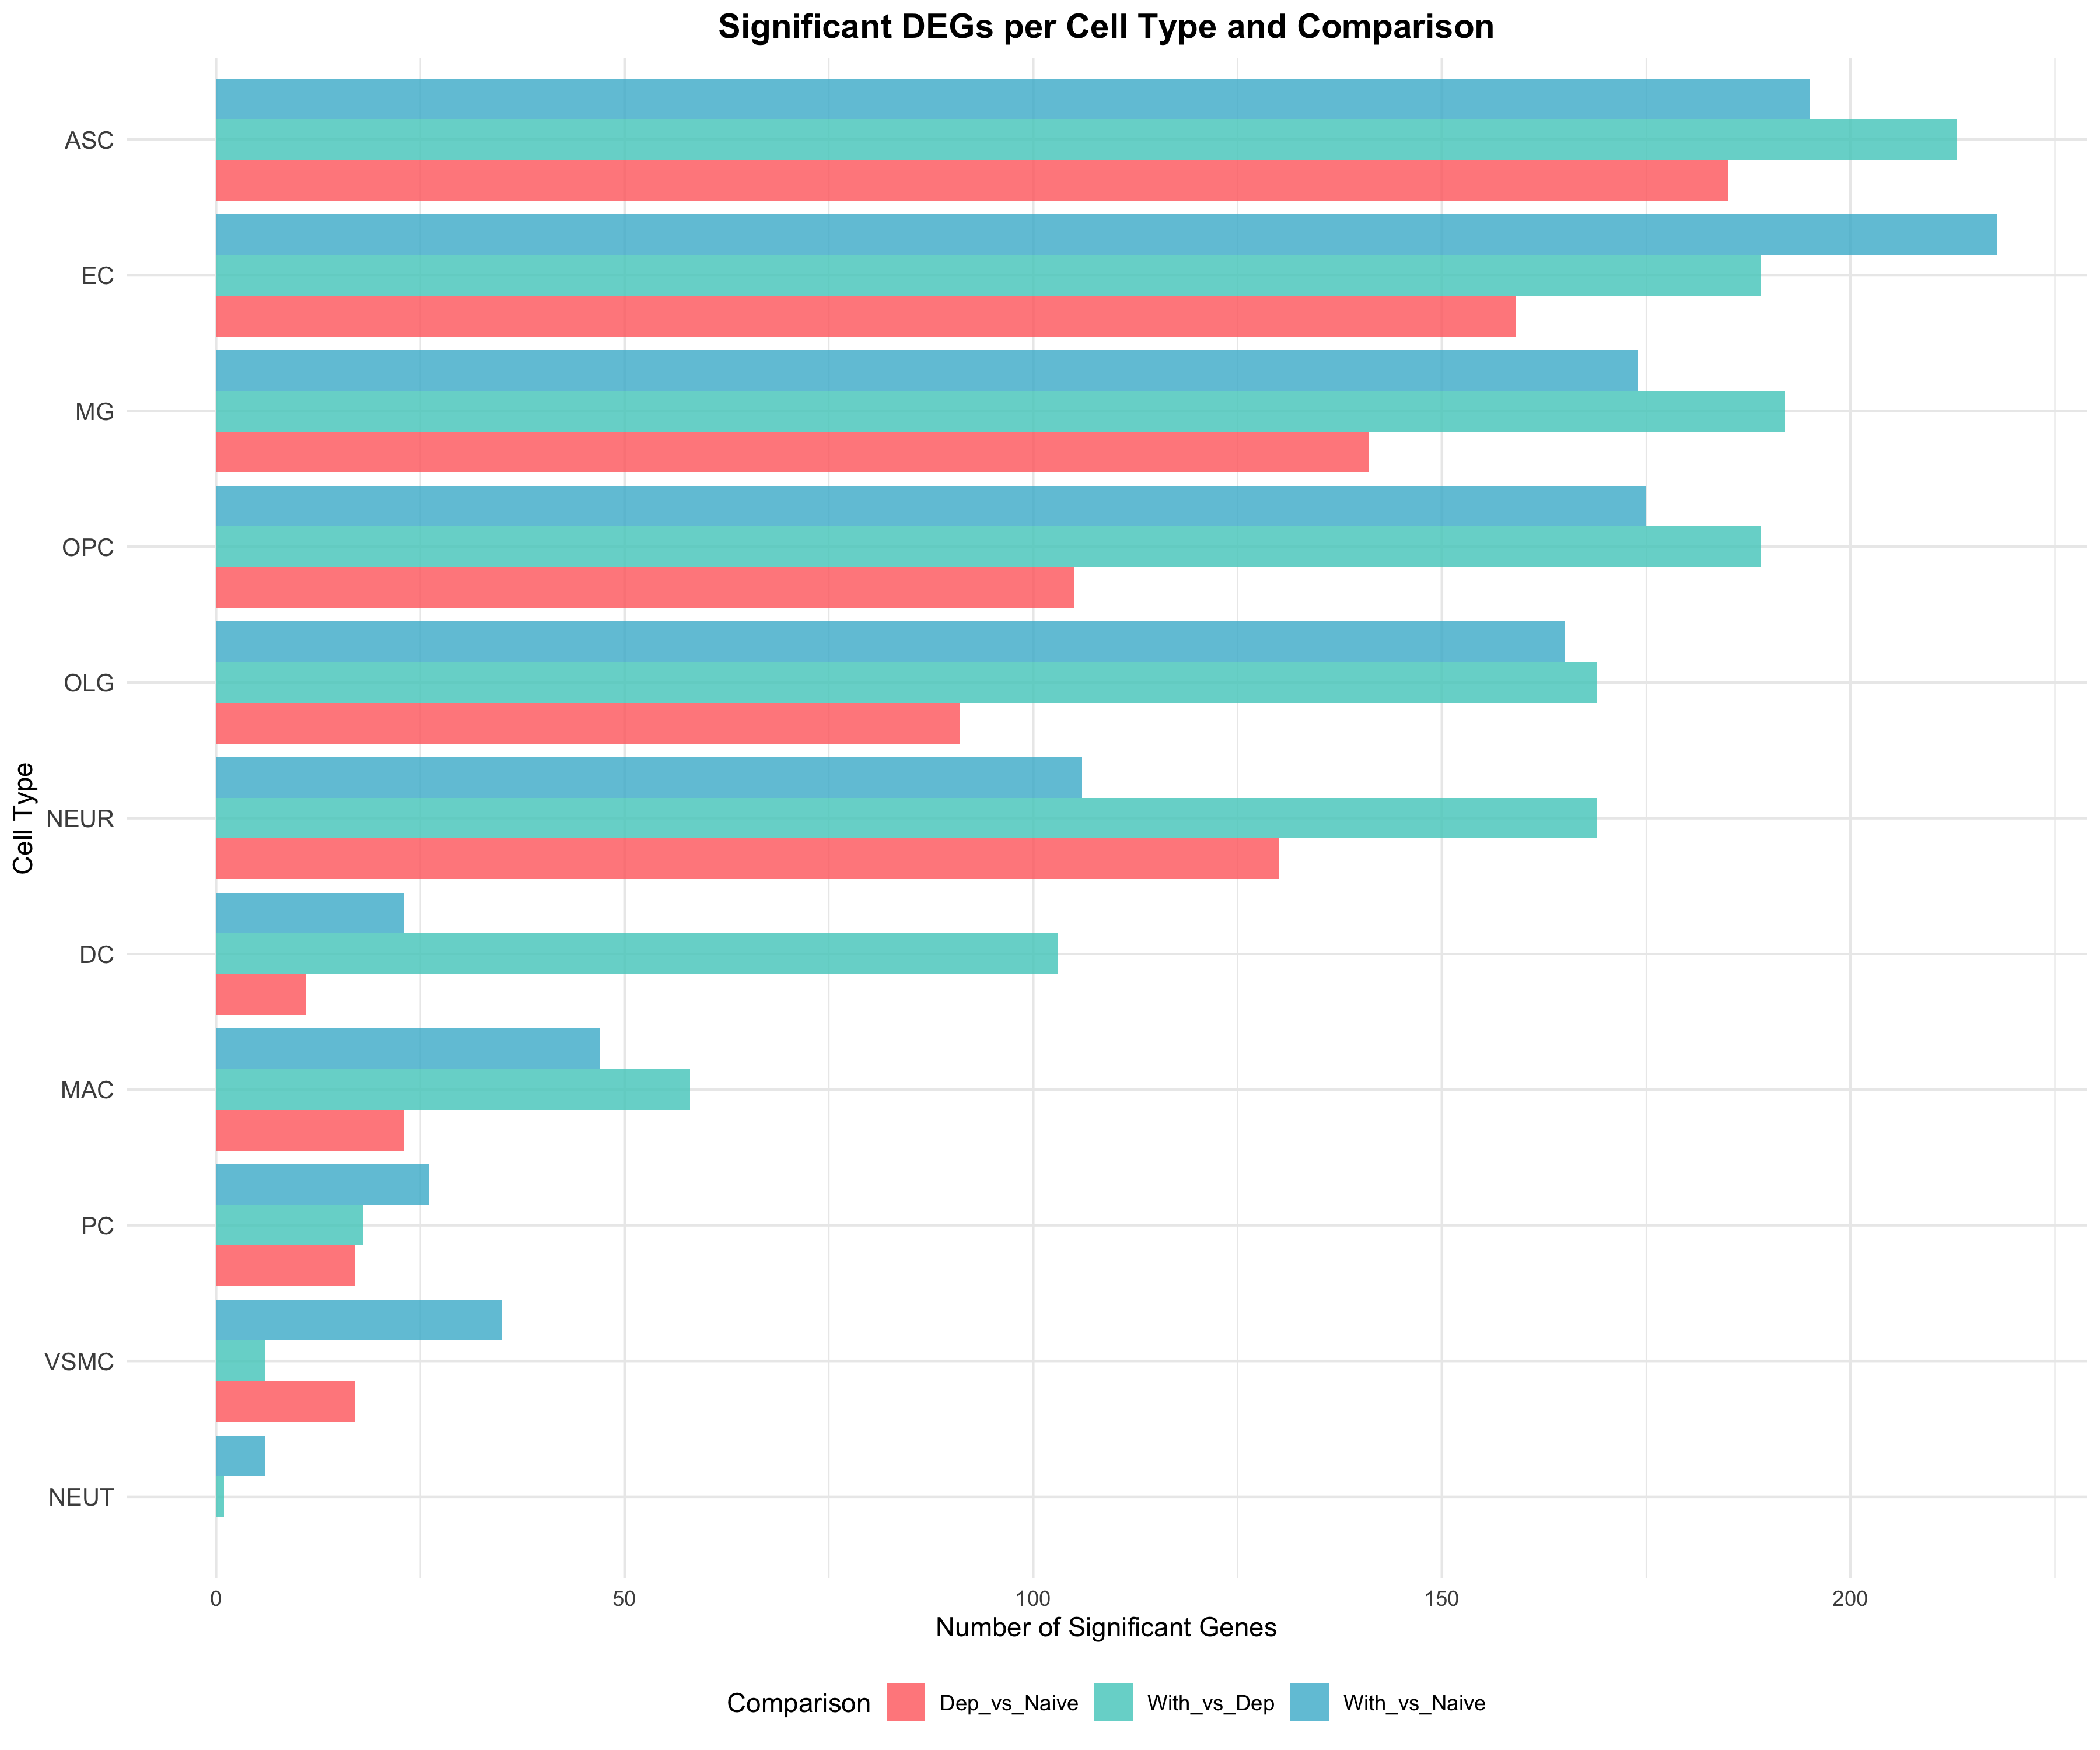 Significant DEGs per Cell Type and Comparison
Cell Type
ASC
EC
MG
OPC
OLG
NEUR
DC
MAC
PC
VSMC
NEUT
0 50 100 150 200
Number of Significant Genes
Comparison Dep_vs_Naive With_vs_Dep With_vs_Naive